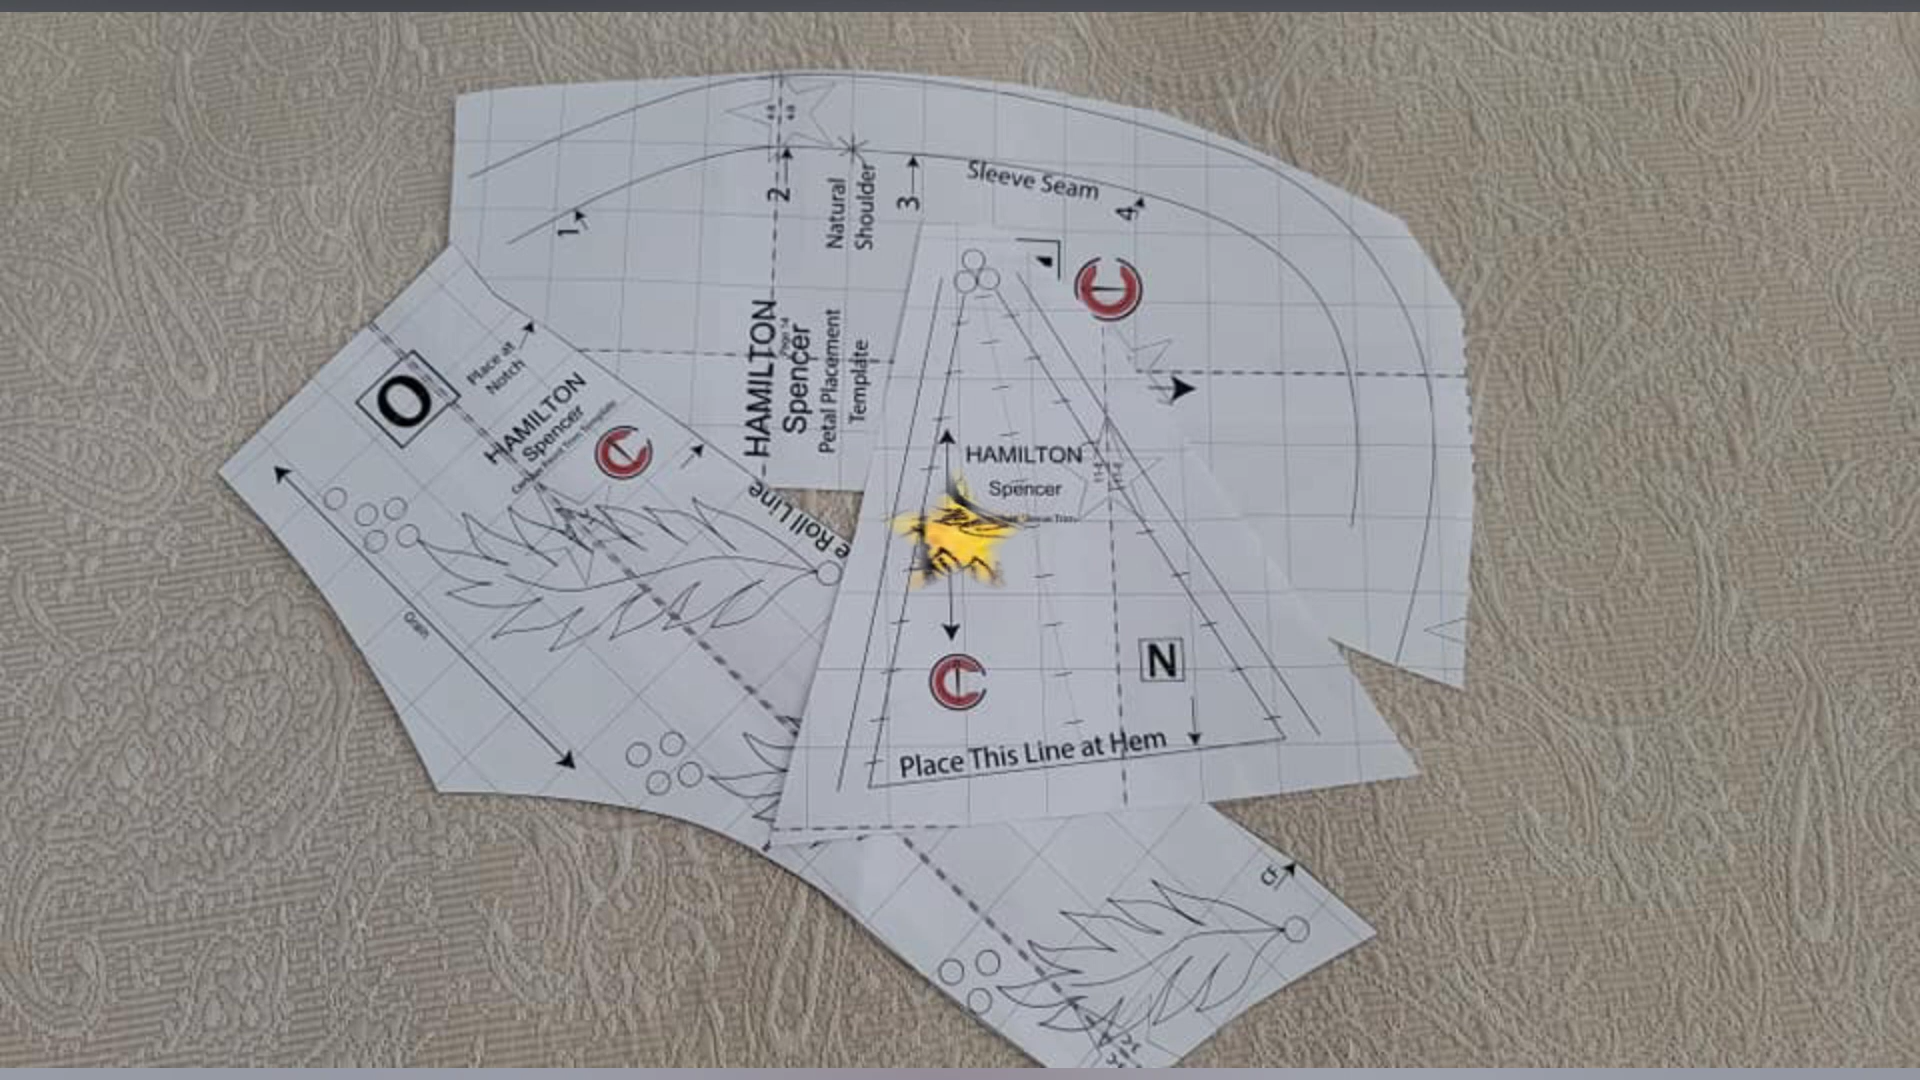 1
2
Natural
Shoulder
3
Sleeve Seam
4
HAMILTON
Spencer
Petal Placement
Template
O
Place at
Notch
HAMILTON
Spencer
Grain
e Roll Line
HAMILTON
Spencer
N
Place This Line at Hem
CF